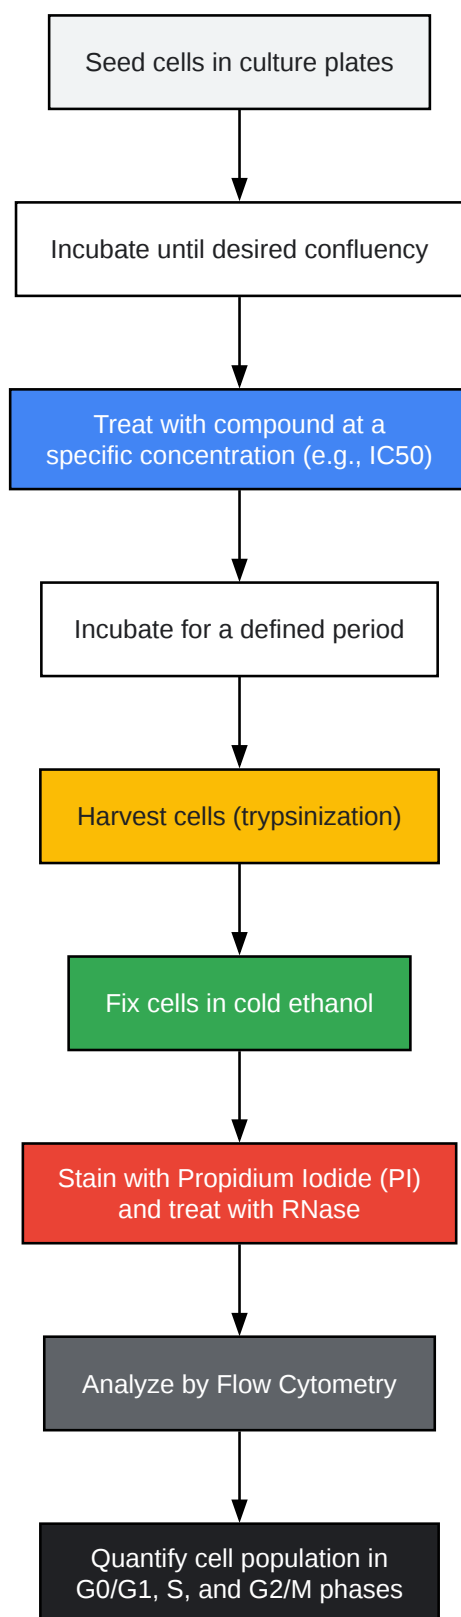 Seed cells in culture plates
Incubate until desired confluency
Treat with compound at a
specific concentration (e.g., IC50)
Incubate for a defined period
Harvest cells (trypsinization)
Fix cells in cold ethanol
Stain with Propidium Iodide (PI)
and treat with RNase
Analyze by Flow Cytometry
Quantify cell population in
G0/G1, S, and G2/M phases